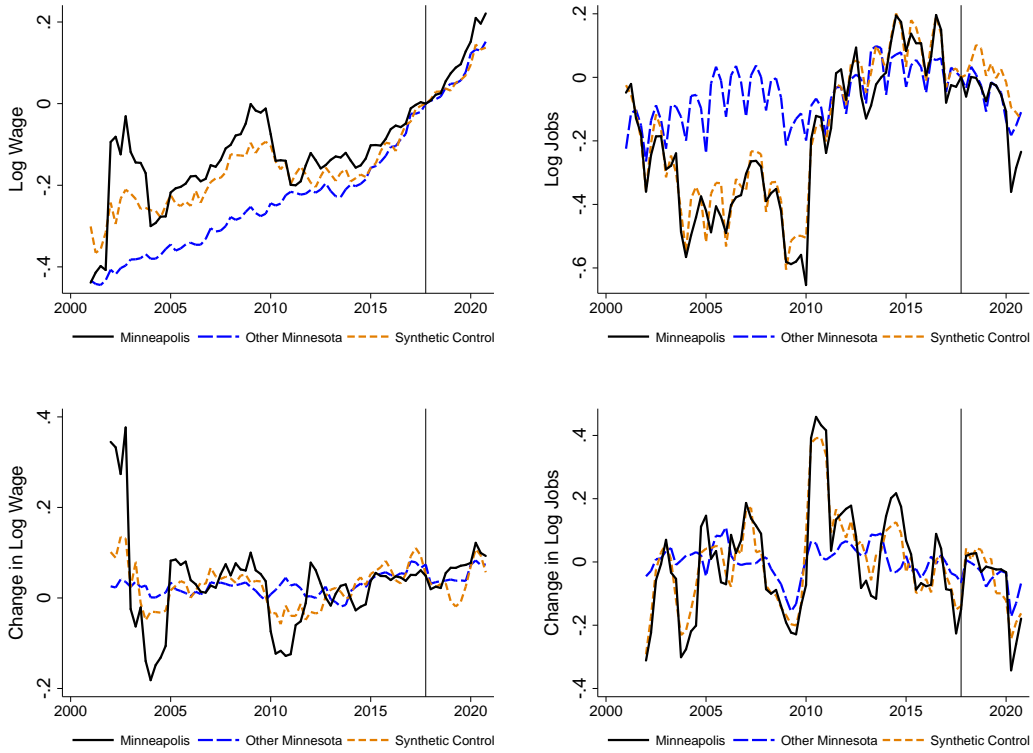 Log Wage
.2
0
.2
-.4
2000 2005 2010 2015 2020
Minneapolis Other Minnesota Synthetic Control
Log Jobs
.2
0
.2
-.4
-.6
2000 2005 2010 2015 2020
Minneapolis Other Minnesota Synthetic Control
Change in Log Wage
.4
.2
0
-.2
2000 2005 2010 2015 2020
Minneapolis Other Minnesota Synthetic Control
Change in Log Jobs
.4
.2
0
-.2
-.4
2000 2005 2010 2015 2020
Minneapolis Other Minnesota Synthetic Control